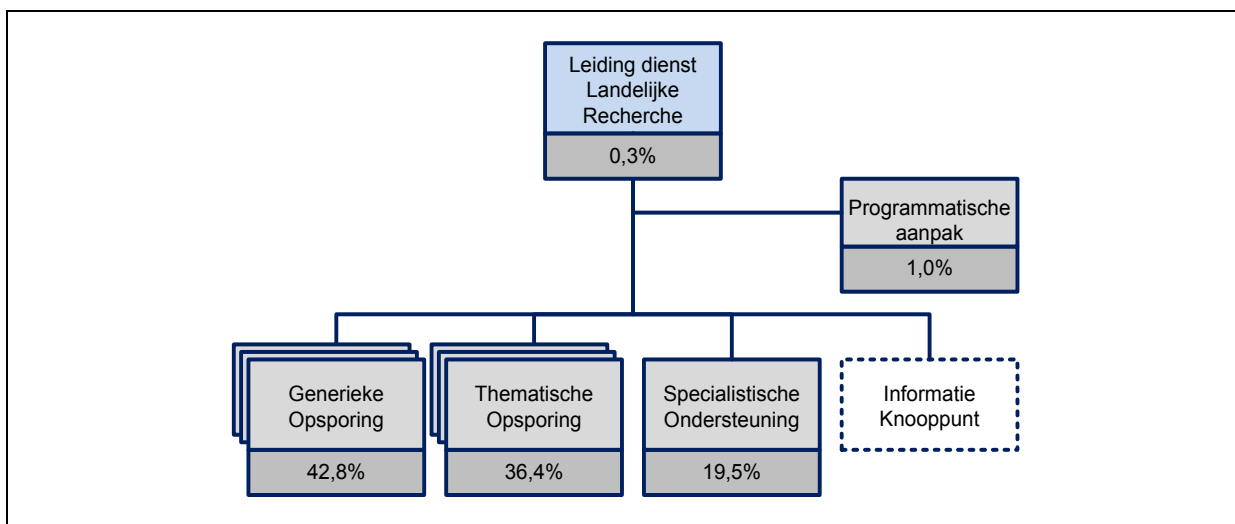 Leiding dienst
Landelijke
Recherche
0,3%
Programmatische
aanpak
1,0%
Generieke
Opsporing
42,8%
Thematische
Opsporing
36,4%
Specialistische
Ondersteuning
19,5%
Informatie
Knooppunt